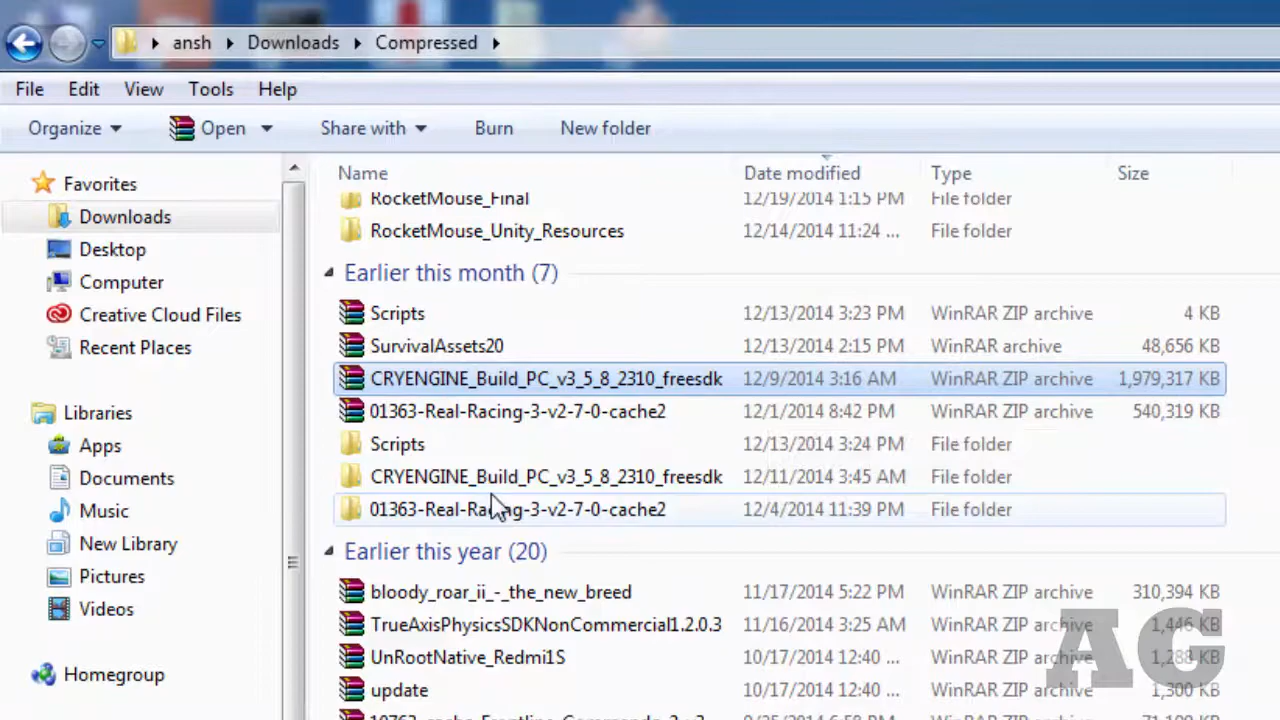 ansh Downloads Compressed
File Edit View Tools Help
Organize Open Share with Burn New folder
Name Date modified Type Size
RocketMouse_Final 12/19/2014 1:15 PM File folder
RocketMouse_Unity_Resources 12/14/2014 11:24 ... File folder
Earlier this month (7)
Scripts 12/13/2014 3:23 PM WinRAR ZIP archive 4 KB
SurvivalAssets20 12/13/2014 2:15 PM WinRAR archive 48,656 KB
CRYENGINE_Build_PC_v3_5_8_2310_freesdk 12/9/2014 3:16 AM WinRAR ZIP archive 1,979,317 KB
01363-Real-Racing-3-v2-7-0-cache2 12/1/2014 8:42 PM WinRAR ZIP archive 540,319 KB
Scripts 12/13/2014 3:24 PM File folder
CRYENGINE_Build_PC_v3_5_8_2310_freesdk 12/11/2014 3:45 AM File folder
01363-Real-Racing-3-v2-7-0-cache2 12/4/2014 11:39 PM File folder
Earlier this year (20)
bloody_roar_ii_-_the_new_breed 11/17/2014 5:22 PM WinRAR ZIP archive 310,394 KB
TrueAxisPhysicsSDKNonCommercial1.2.0.3 11/16/2014 3:25 AM WinRAR ZIP archive 1,446 KB
UnRootNative_Redmi1S 10/17/2014 12:40 ... WinRAR ZIP archive 1,288 KB
update 10/17/2014 12:40 ... WinRAR ZIP archive 1,300 KB
Favorites
Downloads
Desktop
Computer
Creative Cloud Files
Recent Places
Libraries
Apps
Documents
Music
New Library
Pictures
Videos
Homegroup
AG